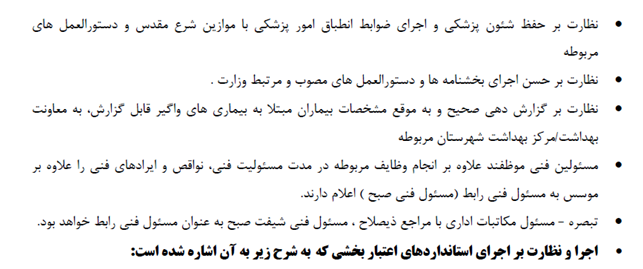 • نظارت بر حفظ شئون پزشکی و اجرای ضوابط انطباق امور پزشکی با موازین شرع مقدس و دستورالعمل های
مربوطه
• نظارت بر حسن اجرای بخشنامه ها و دستورالعمل های مصوب و مرتبط وزارت .
• نظارت بر گزارش دهی صحیح و به موقع مشخصات بیماران مبتلا به بیماری های واگیر قابل گزارش، به معاونت
بهداشت/مرکز بهداشت شهرستان مربوطه
• مسئولین فنی موظفند علاوه بر انجام وظایف مربوطه در مدت مسئولیت فنی، نواقص و ایرادهای فنی را علاوه بر
موسس به مسئول فنی رابط (مسئول فنی صبح ) اعلام دارند.
• تبصره – مسئول مکاتبات اداری با مراجع ذیصلاح ، مسئول فنی شیفت صبح به عنوان مسئول فنی رابط خواهد بود.
• اجرا و نظارت بر اجرای استانداردهای اعتبار بخشی که به شرح زیر به آن اشاره شده است: